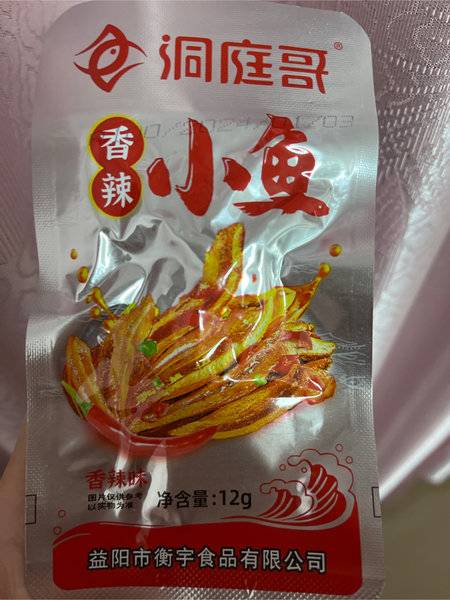 洞庭哥®
香辣
小鱼
香辣味
图片仅供参考
以实物为准
净含量:12g
益阳市衡宇食品有限公司